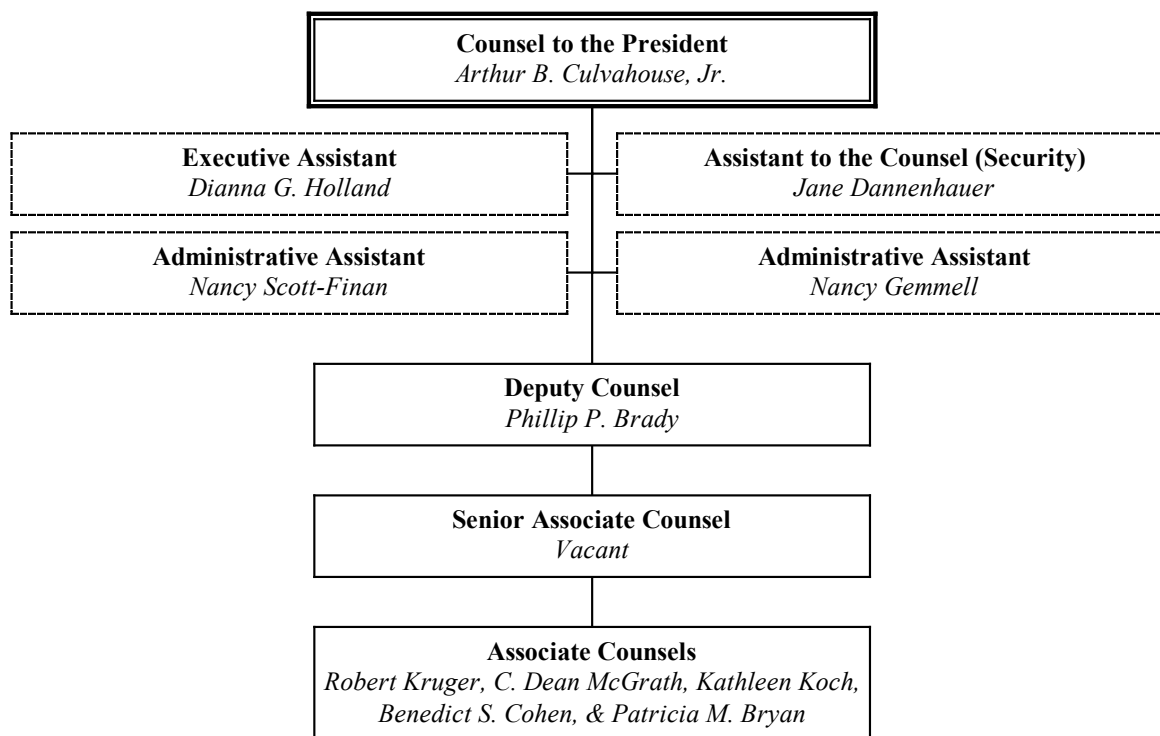 Counsel to the President
Arthur B. Culvahouse, Jr.
Executive Assistant
Dianna G. Holland
Assistant to the Counsel (Security)
Jane Dannenhauer
Administrative Assistant
Nancy Scott-Finan
Administrative Assistant
Nancy Gemmell
Deputy Counsel
Phillip P. Brady
Senior Associate Counsel
Vacant
Associate Counsels
Robert Kruger, C. Dean McGrath, Kathleen Koch,
Benedict S. Cohen, & Patricia M. Bryan